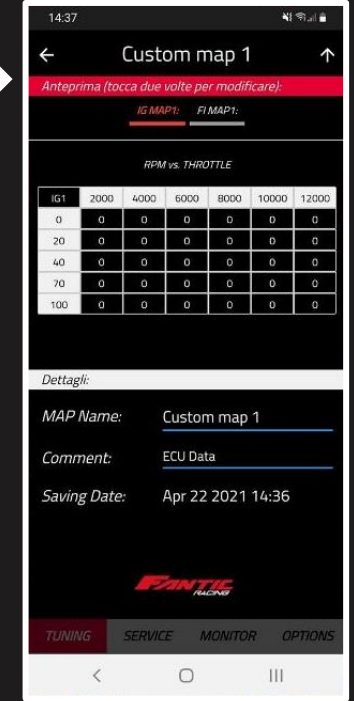 14:37
Custom map 1
Anteprima (tocca due volte per modificare):
IG MAP1: FI MAP1:
RPM vs. THROTTLE
IG1 2000 4000 6000 8000 10000 12000
0 0 0 0 0 0 0
20 0 0 0 0 0 0
40 0 0 0 0 0 0
70 0 0 0 0 0 0
100 0 0 0 0 0 0
Dettagli:
MAP Name: Custom map 1
Comment: ECU Data
Saving Date: Apr 22 2021 14:36
FANTIC
RACING
TUNING SERVICE MONITOR OPTIONS